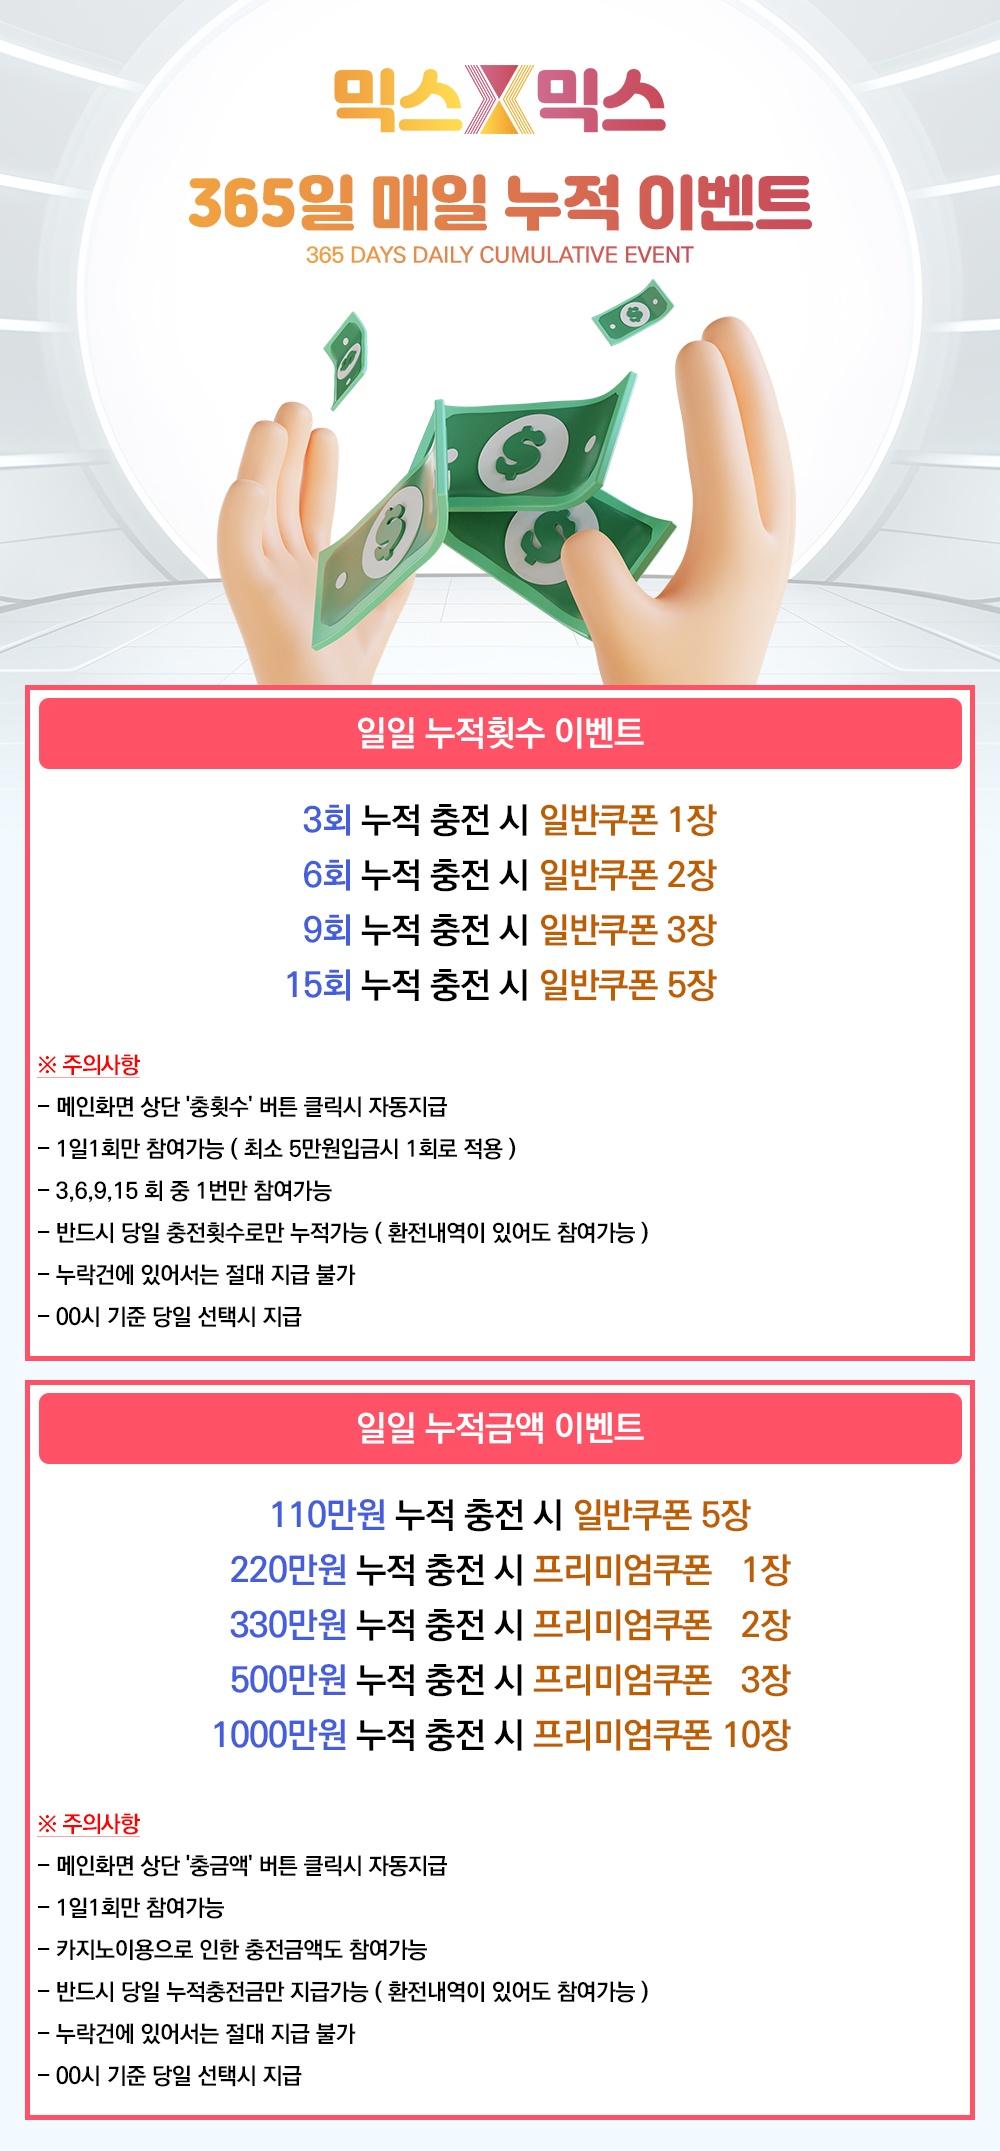 믹스 믹스
365일 매일 누적 이벤트
365 DAYS DAILY CUMULATIVE EVENT
일일 누적횟수 이벤트
3회 누적 충전 시 일반쿠폰 1장
6회 누적 충전 시 일반쿠폰 2장
9회 누적 충전 시 일반쿠폰 3장
15회 누적 충전 시 일반쿠폰 5장
※ 주의사항
- 메인화면 상단 '충횟수' 버튼 클릭시 자동지급
- 1일1회만 참여가능 ( 최소 5만원입금시 1회로 적용 )
- 3,6,9,15 회 중 1번만 참여가능
- 반드시 당일 충전횟수로만 누적가능 ( 환전내역이 있어도 참여가능 )
- 누락건에 있어서는 절대 지급 불가
- 00시 기준 당일 선택시 지급
일일 누적금액 이벤트
110만원 누적 충전 시 일반쿠폰 5장
220만원 누적 충전 시 프리미엄쿠폰 1장
330만원 누적 충전 시 프리미엄쿠폰 2장
500만원 누적 충전 시 프리미엄쿠폰 3장
1000만원 누적 충전 시 프리미엄쿠폰 10장
※ 주의사항
- 메인화면 상단 '충금액' 버튼 클릭시 자동지급
- 1일1회만 참여가능
- 카지노이용으로 인한 충전금액도 참여가능
- 반드시 당일 누적충전금만 지급가능 ( 환전내역이 있어도 참여가능 )
- 누락건에 있어서는 절대 지급 불가
- 00시 기준 당일 선택시 지급